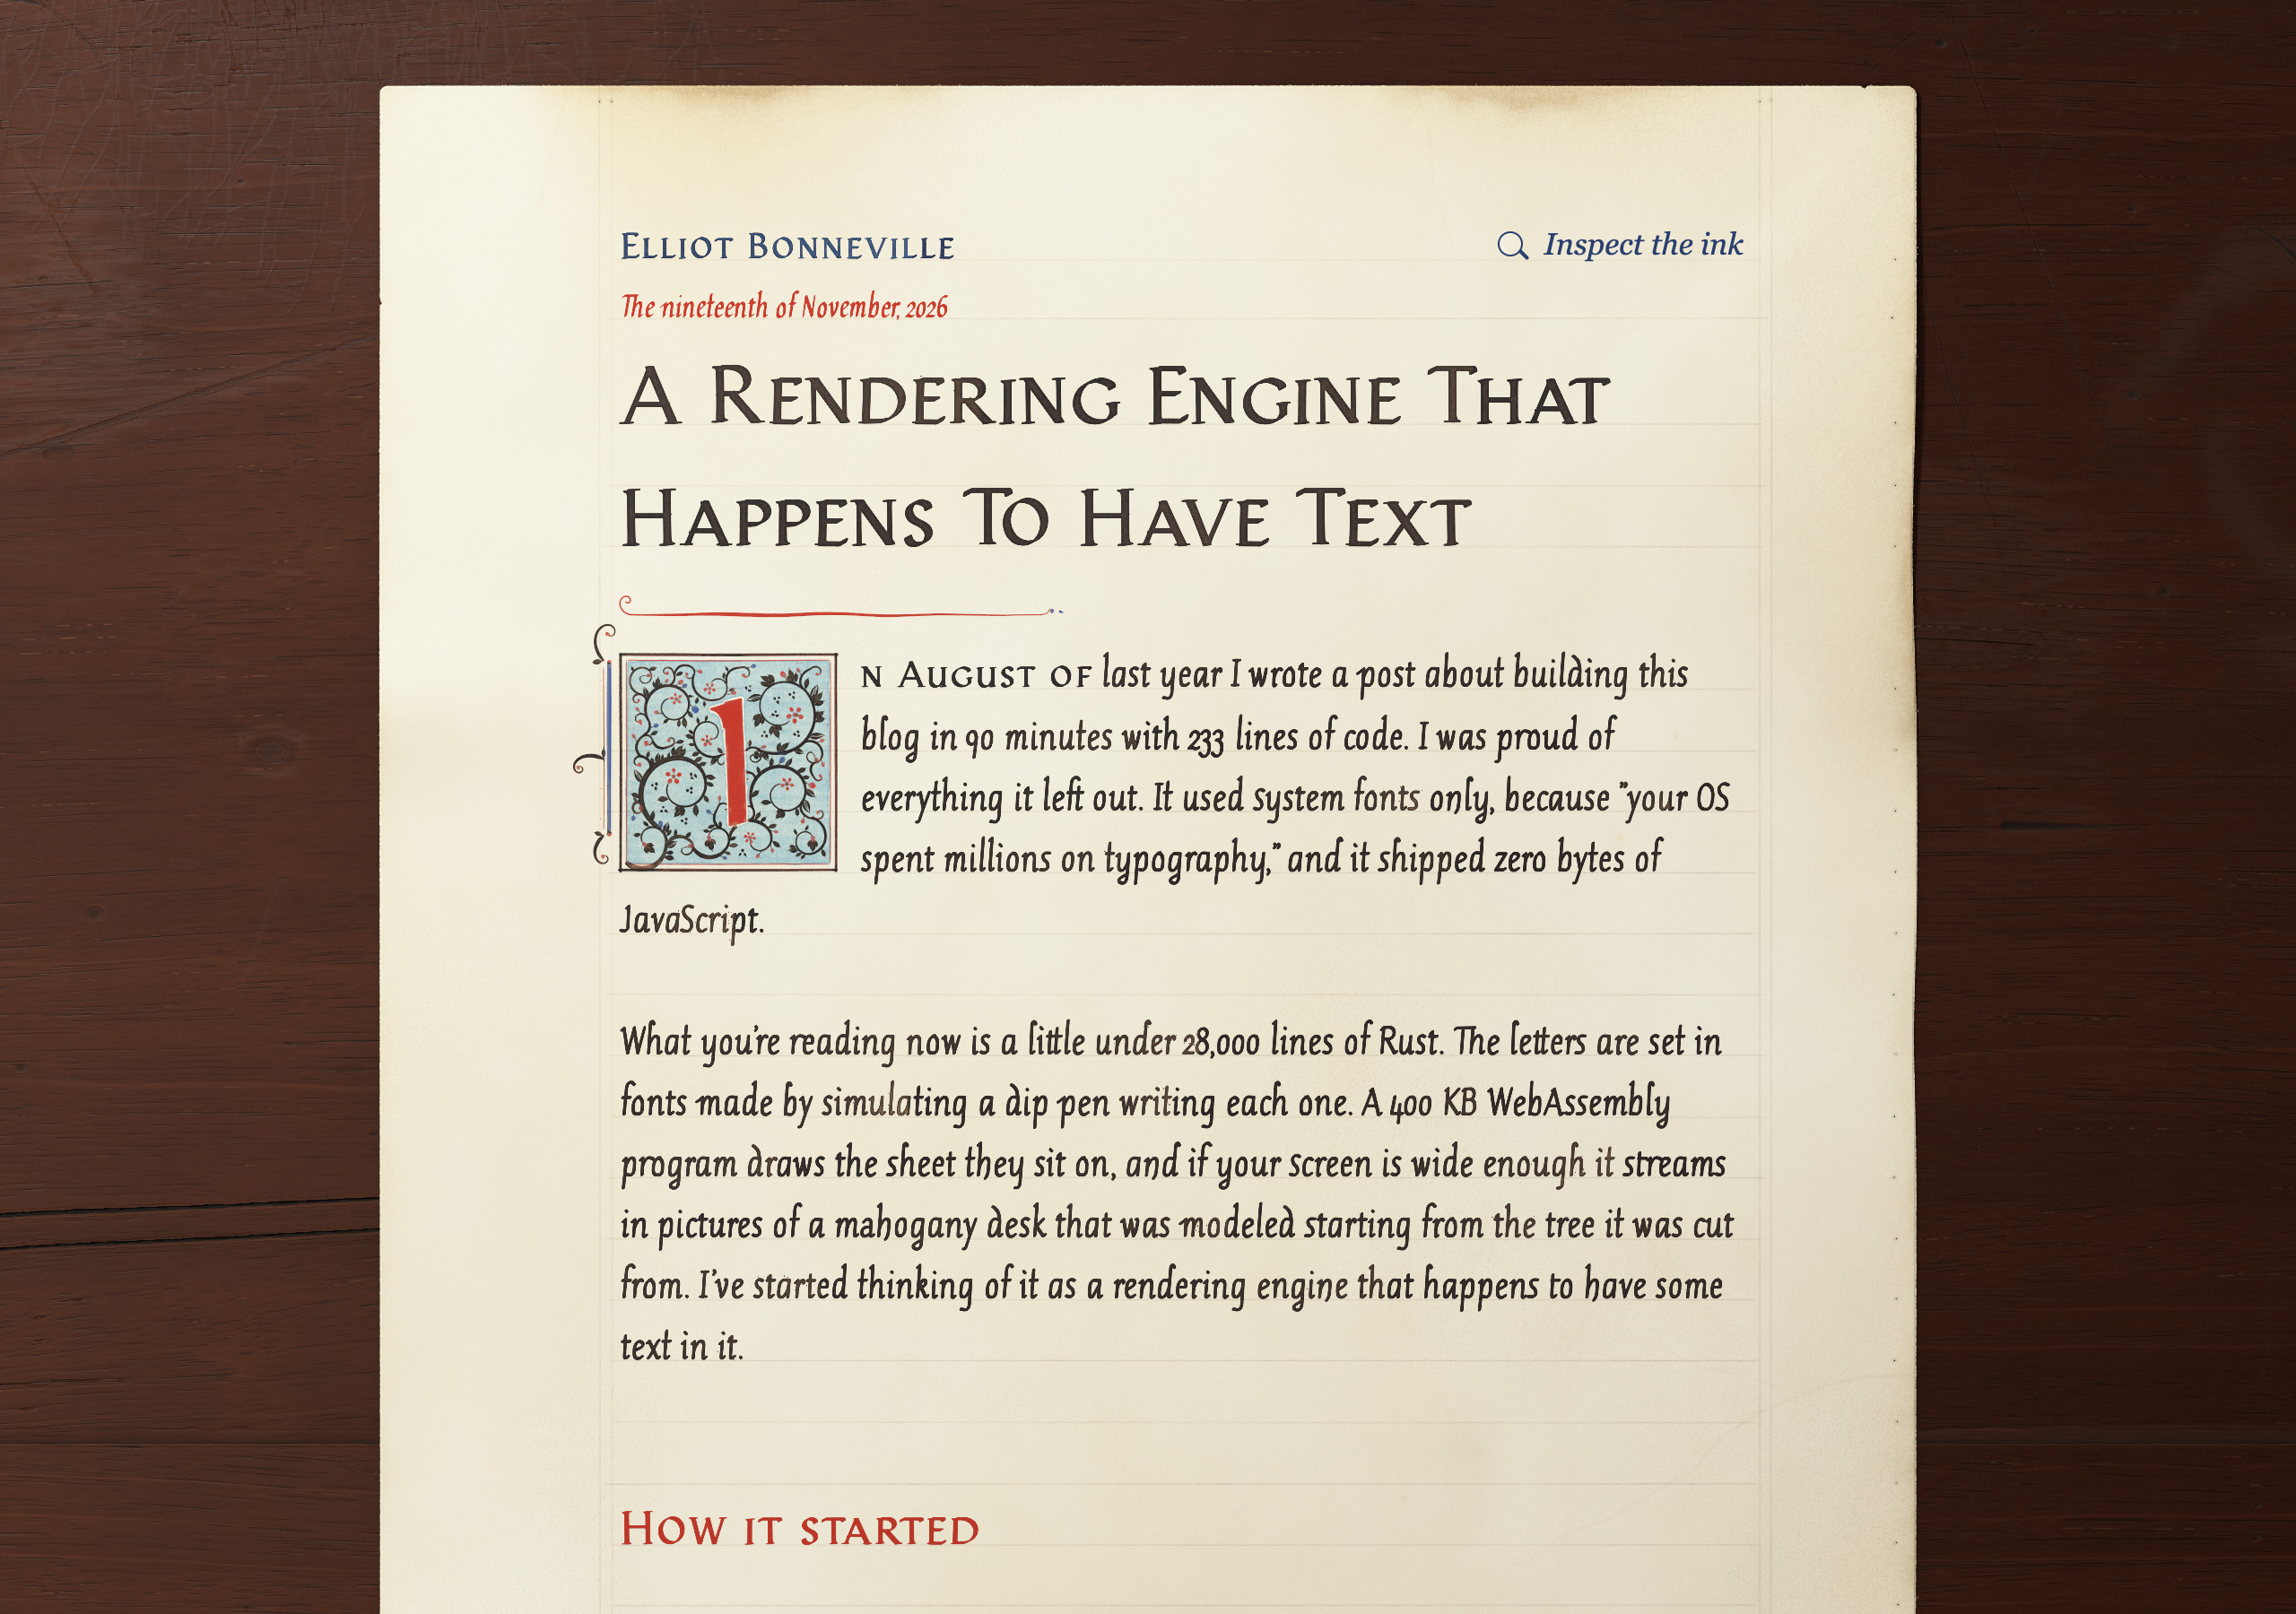 ELLIOT BONNEVILLE
Inspect the ink
The nineteenth of November, 2026
A RENDERING ENGINE THAT
HAPPENS TO HAVE TEXT
IN AUGUST OF last year I wrote a post about building this
blog in 90 minutes with 233 lines of code. I was proud of
everything it left out. It used system fonts only, because "your OS
spent millions on typography," and it shipped zero bytes of
JavaScript.
What you're reading now is a little under 28,000 lines of Rust. The letters are set in
fonts made by simulating a dip pen writing each one. A 400 KB WebAssembly
program draws the sheet they sit on, and if your screen is wide enough it streams
in pictures of a mahogany desk that was modeled starting from the tree it was cut
from. I've started thinking of it as a rendering engine that happens to have some
text in it.
HOW IT STARTED